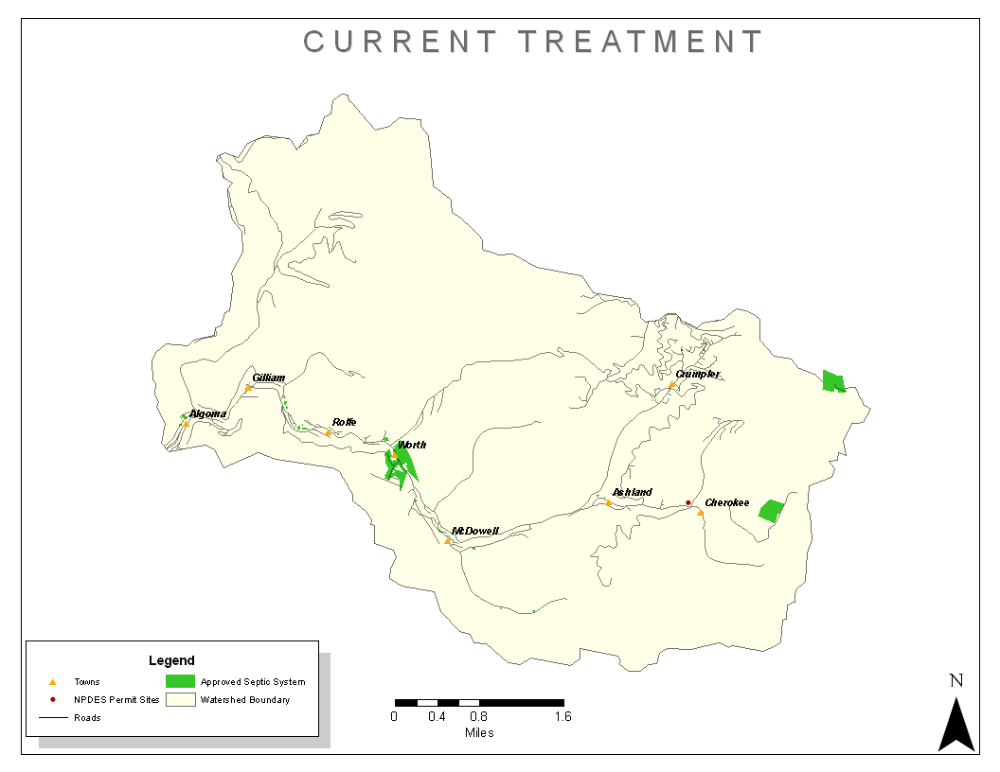 CURRENT TREATMENT
Crumpler
Gilliam
Algoma
Rolfe
Worth
Ashland
Cherokee
McDowell
Legend
Towns
Approved Septic System
NPDES Permit Sites
Watershed Boundary
Roads
0 0.4 0.8 1.6
Miles
N